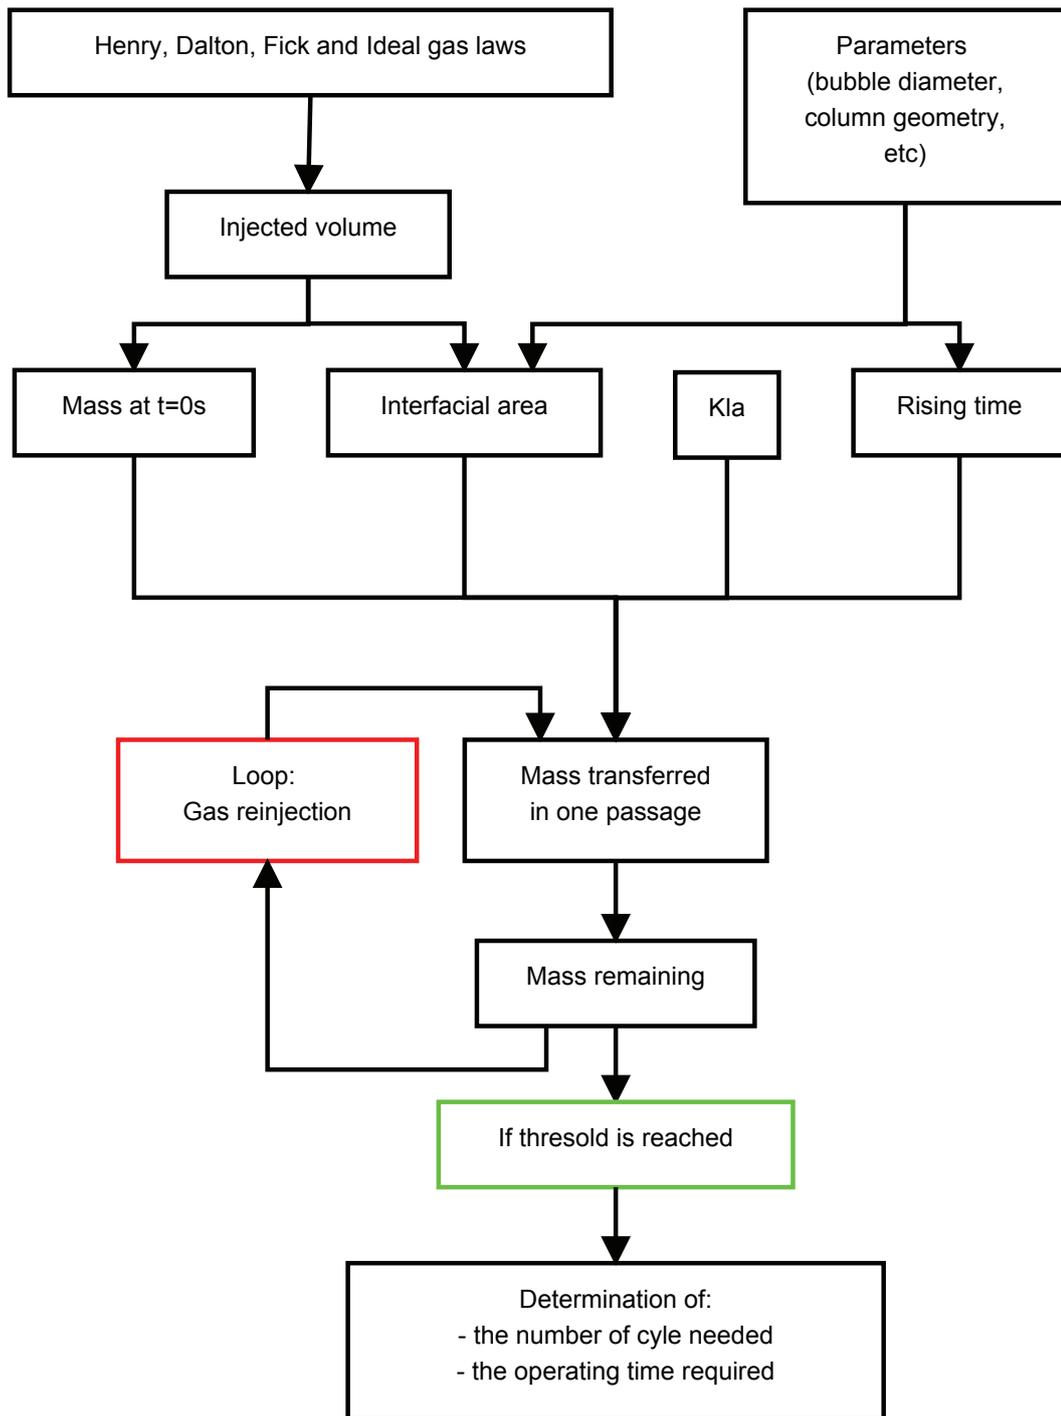 Henry, Dalton, Fick and Ideal gas laws
Parameters
(bubble diameter,
column geometry,
etc)
Injected volume
Mass at t=0s
Interfacial area
Kla
Rising time
Loop:
Gas reinjection
Mass transferred
in one passage
Mass remaining
If thresold is reached
Determination of:
- the number of cyle needed
- the operating time required